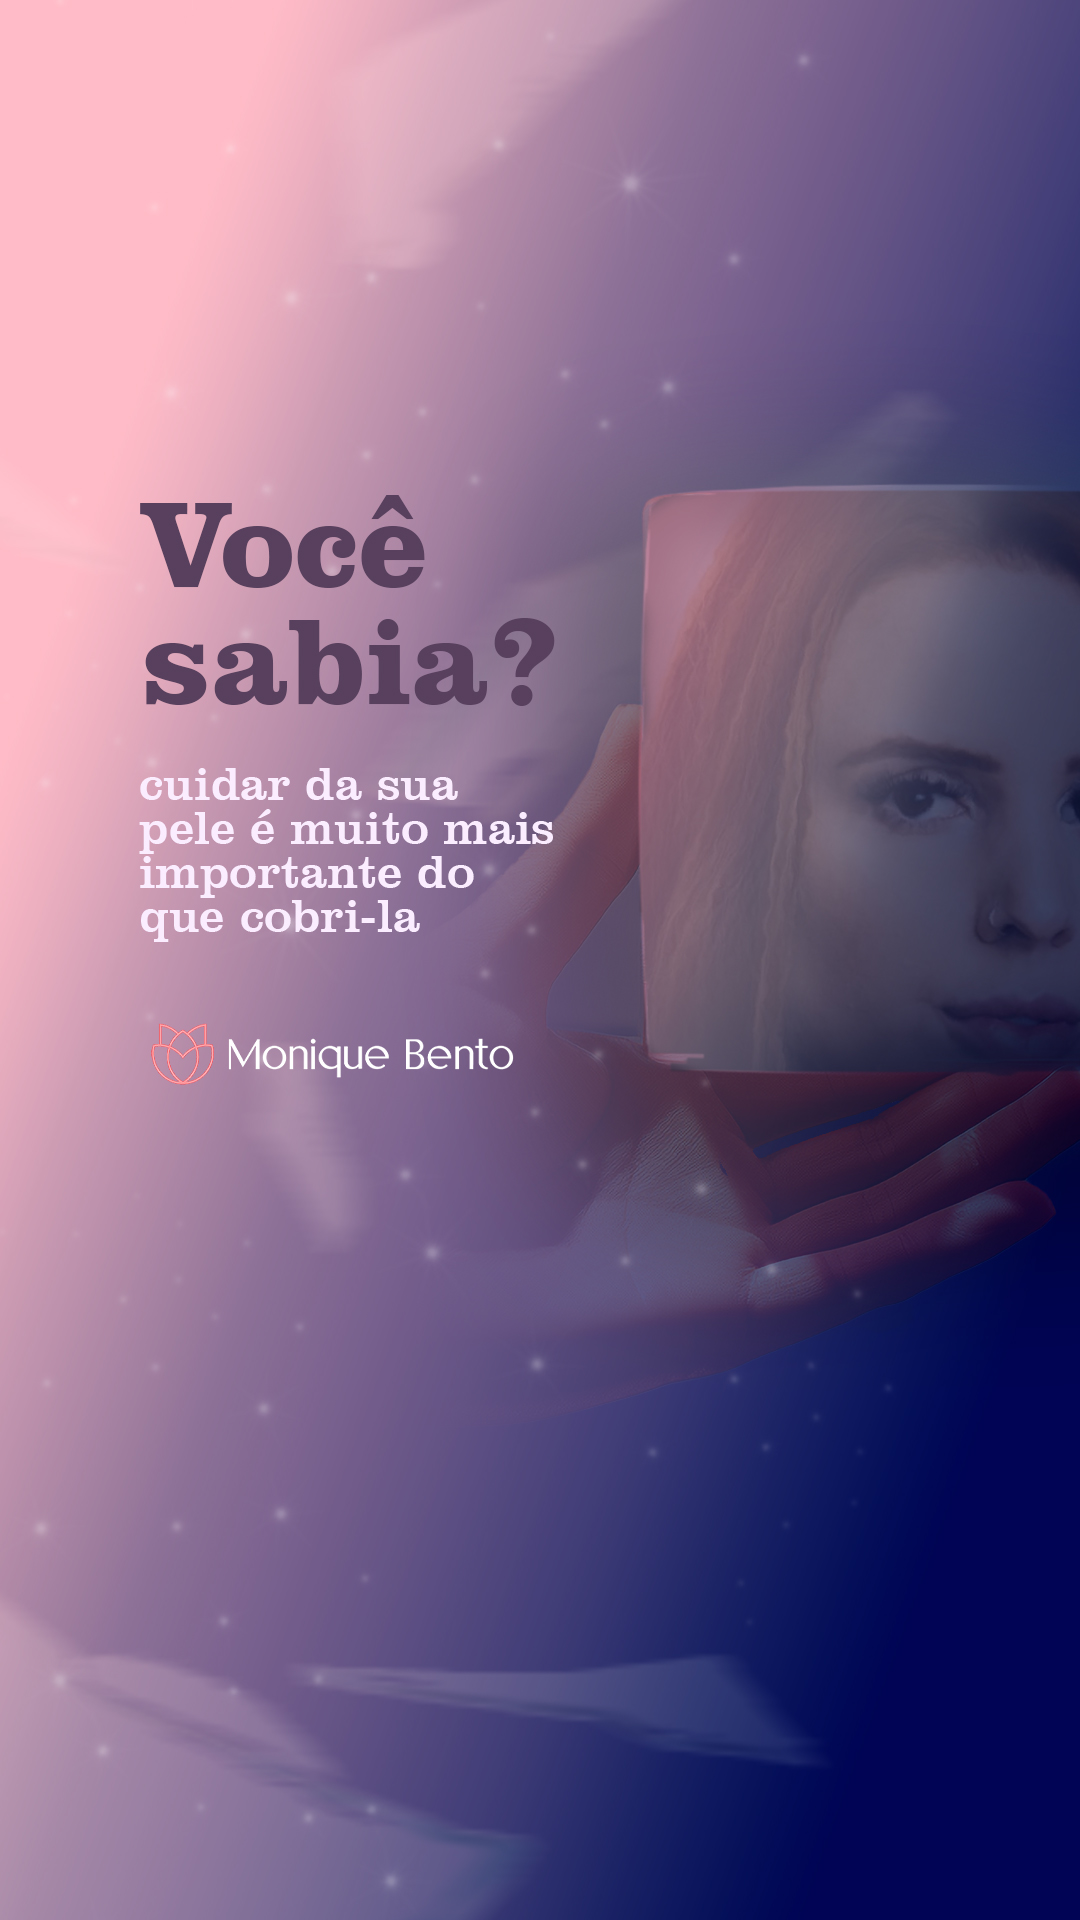 Você
sabia?
cuidar da sua
pele é muito mais
importante do
que cobri-la
Monique Bento